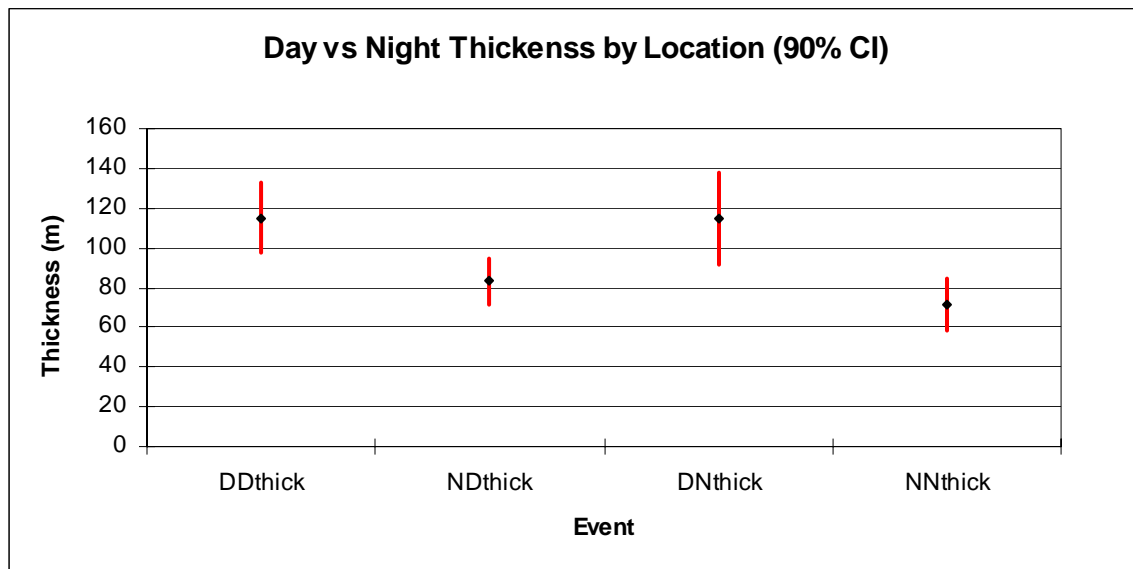 Day vs Night Thickenss by Location (90% CI)
160
140
120
100
80
60
40
20
0
Thickness (m)
DDthick NDthick DNthick NNthick
Event